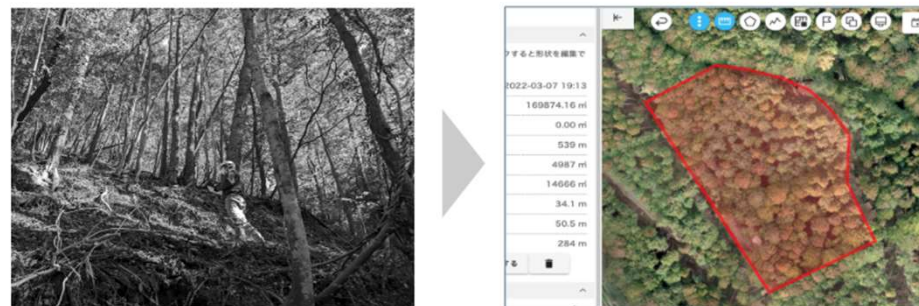 クすると形状を編集で
2022-03-07 19:13
169874.16 ㎡
0.00 ㎡
539 m
4987 m
14666 m
34.1 m
50.5 m
284 m
する